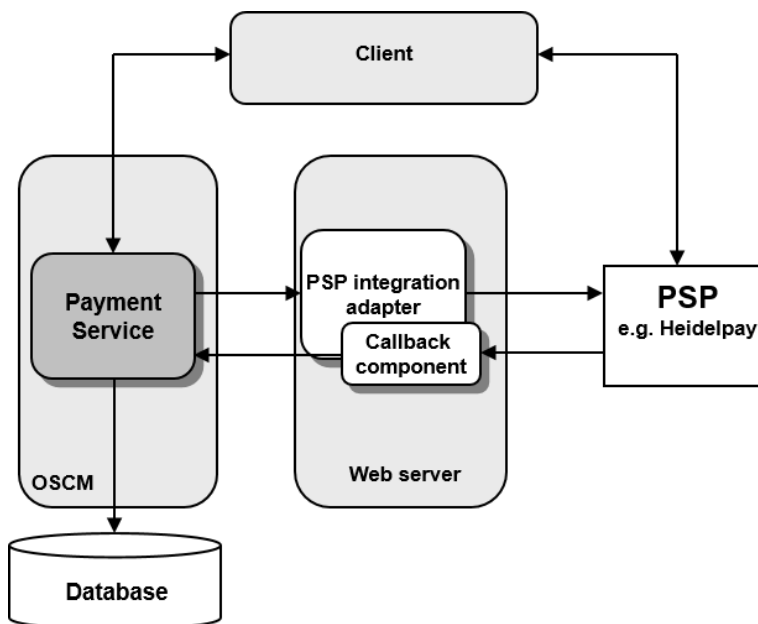 Client
Payment
Service
PSP integration
adapter
Callback
component
PSP
e.g. Heidelpay
OSCM
Web server
Database